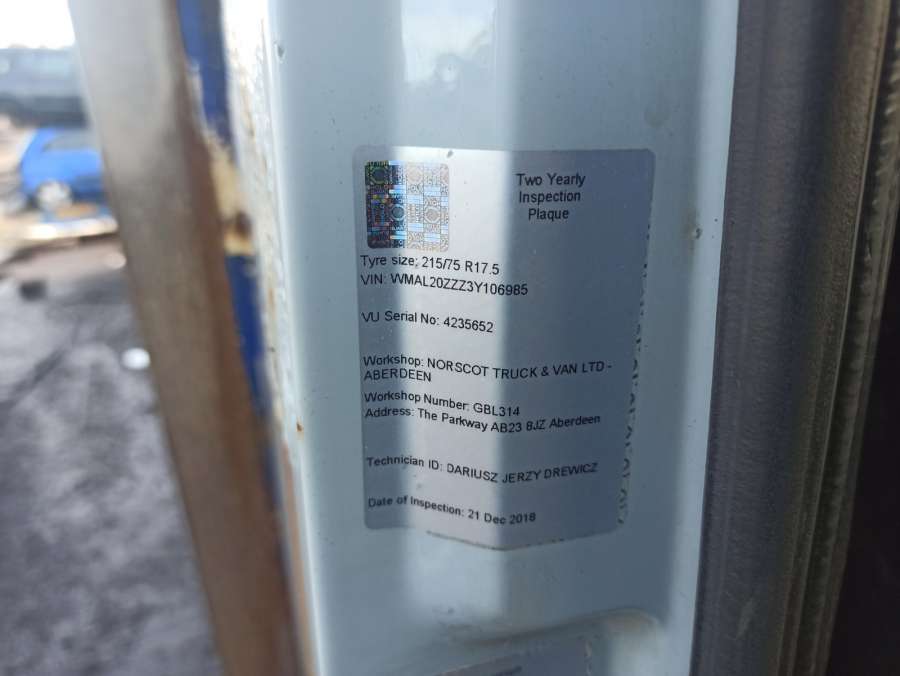 Two Yearly
Inspection
Plaque
Tyre size: 215/75 R17.5
VIN: WMAL20ZZZ3Y106985
VU Serial No: 4235652
Workshop: NORSCOT TRUCK & VAN LTD -
ABERDEEN
Workshop Number: GBL314
Address: The Parkway AB23 8JZ Aberdeen
Technician ID: DARIUSZ JERZY DREWICZ
Date of Inspection: 21 Dec 2018